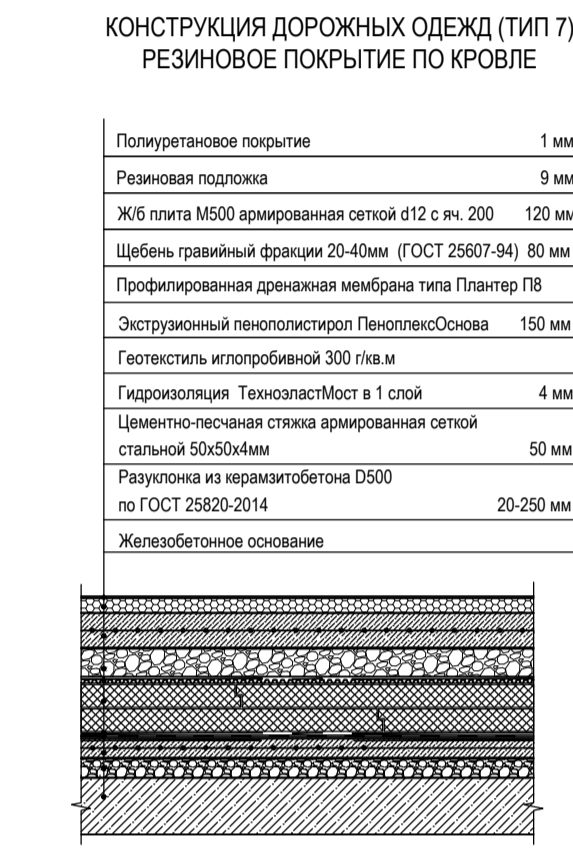 КОНСТРУКЦИЯ ДОРОЖНЫХ ОДЕЖД (ТИП 7)
РЕЗИНОВОЕ ПОКРЫТИЕ ПО КРОВЛЕ
Полиуретановое покрытие 1 мм
Резиновая подложка 9 мм
Ж/б плита М500 армированная сеткой d12 с яч. 200 120 мм
Щебень гравийный фракции 20-40мм (ГОСТ 25607-94) 80 мм
Профилированная дренажная мембрана типа Плантер П8
Экструзионный пенополистирол ПеноплексОснова 150 мм
Геотекстиль иглопробивной 300 г/кв.м
Гидроизоляция ТехноэластМост в 1 слой 4 мм
Цементно-песчаная стяжка армированная сеткой
стальной 50х50х4мм 50 мм
Разуклонка из керамзитобетона D500
по ГОСТ 25820-2014 20-250 мм
Железобетонное основание